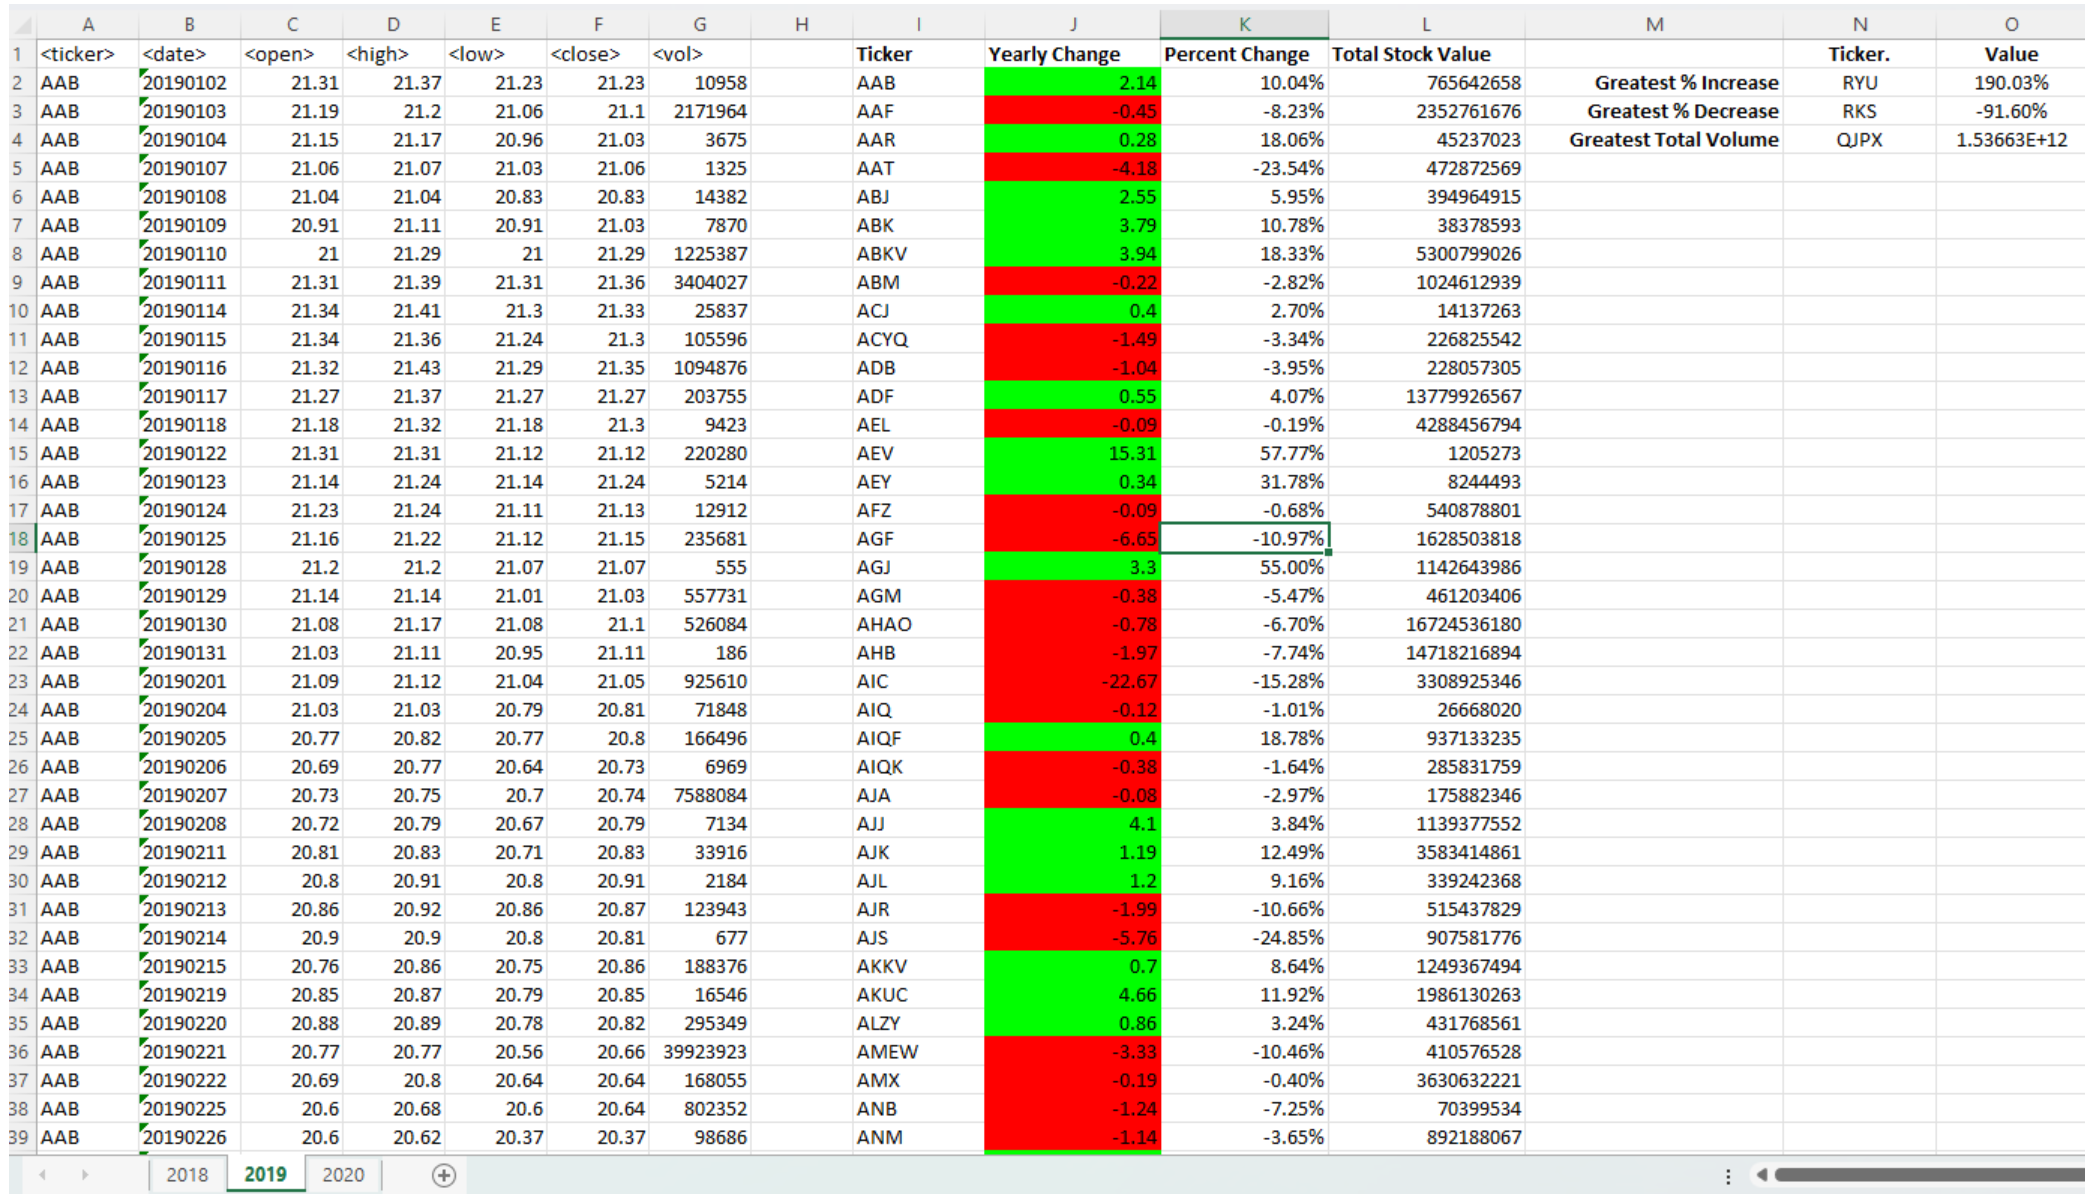 A B C D E F G H I J K L M N O
1 <ticker> <date> <open> <high> <low> <close> <vol> Ticker Yearly Change Percent Change Total Stock Value Ticker. Value
2 AAB 20190102 21.31 21.37 21.23 21.23 10958 AAB 2.14 10.04% 765642658 Greatest % Increase RYU 190.03%
3 AAB 20190103 21.19 21.2 21.06 21.1 2171964 AAF -0.45 -8.23% 2352761676 Greatest % Decrease RKS -91.60%
4 AAB 20190104 21.15 21.17 20.96 21.03 3675 AAR 0.28 18.06% 45237023 Greatest Total Volume QJPX 1.53663E+12
5 AAB 20190107 21.06 21.07 21.03 21.06 1325 AAT -4.18 -23.54% 472872569
6 AAB 20190108 21.04 21.04 20.83 20.83 14382 ABJ 2.55 5.95% 394964915
7 AAB 20190109 20.91 21.11 20.91 21.03 7870 ABK 3.79 10.78% 38378593
8 AAB 20190110 21 21.29 21 21.29 1225387 ABKV 3.94 18.33% 5300799026
9 AAB 20190111 21.31 21.39 21.31 21.36 3404027 ABM -0.22 -2.82% 1024612939
10 AAB 20190114 21.34 21.41 21.3 21.33 25837 ACJ 0.4 2.70% 14137263
11 AAB 20190115 21.34 21.36 21.24 21.3 105596 ACYQ -1.49 -3.34% 226825542
12 AAB 20190116 21.32 21.43 21.29 21.35 1094876 ADB -1.04 -3.95% 228057305
13 AAB 20190117 21.27 21.37 21.27 21.27 203755 ADF 0.55 4.07% 13779926567
14 AAB 20190118 21.18 21.32 21.18 21.3 9423 AEL -0.09 -0.19% 4288456794
15 AAB 20190122 21.31 21.31 21.12 21.12 220280 AEV 15.31 57.77% 1205273
16 AAB 20190123 21.14 21.24 21.14 21.24 5214 AEY 0.34 31.78% 8244493
17 AAB 20190124 21.23 21.24 21.11 21.13 12912 AFZ -0.09 -0.68% 540878801
18 AAB 20190125 21.16 21.22 21.12 21.15 235681 AGF -6.65 -10.97% 1628503818
19 AAB 20190128 21.2 21.2 21.07 21.07 555 AGJ 3.3 55.00% 1142643986
20 AAB 20190129 21.14 21.14 21.01 21.03 557731 AGM -0.38 -5.47% 461203406
21 AAB 20190130 21.08 21.17 21.08 21.1 526084 AHAO -0.78 -6.70% 16724536180
22 AAB 20190131 21.03 21.11 20.95 21.11 186 AHB -1.97 -7.74% 14718216894
23 AAB 20190201 21.09 21.12 21.04 21.05 925610 AIC -22.67 -15.28% 3308925346
24 AAB 20190204 21.03 21.03 20.79 20.81 71848 AIQ -0.12 -1.01% 26668020
25 AAB 20190205 20.77 20.82 20.77 20.8 166496 AIQF 0.4 18.78% 937133235
26 AAB 20190206 20.69 20.77 20.64 20.73 6969 AIQK -0.38 -1.64% 285831759
27 AAB 20190207 20.73 20.75 20.7 20.74 7588084 AJA -0.08 -2.97% 175882346
28 AAB 20190208 20.72 20.79 20.67 20.79 7134 AJJ 4.1 3.84% 1139377552
29 AAB 20190211 20.81 20.83 20.71 20.83 33916 AJK 1.19 12.49% 3583414861
30 AAB 20190212 20.8 20.91 20.8 20.91 2184 AJL 1.2 9.16% 339242368
31 AAB 20190213 20.86 20.92 20.86 20.87 123943 AJR -1.99 -10.66% 515437829
32 AAB 20190214 20.9 20.9 20.8 20.81 677 AJS -5.76 -24.85% 907581776
33 AAB 20190215 20.76 20.86 20.75 20.86 188376 AKKV 0.7 8.64% 1249367494
34 AAB 20190219 20.85 20.87 20.79 20.85 16546 AKUC 4.66 11.92% 1986130263
35 AAB 20190220 20.88 20.89 20.78 20.82 295349 ALZY 0.86 3.24% 431768561
36 AAB 20190221 20.77 20.77 20.56 20.66 39923923 AMEW -3.33 -10.46% 410576528
37 AAB 20190222 20.69 20.8 20.64 20.64 168055 AMX -0.19 -0.40% 3630632221
38 AAB 20190225 20.6 20.68 20.6 20.64 802352 ANB -1.24 -7.25% 70399534
39 AAB 20190226 20.6 20.62 20.37 20.37 98686 ANM -1.14 -3.65% 892188067
2018 2019 2020